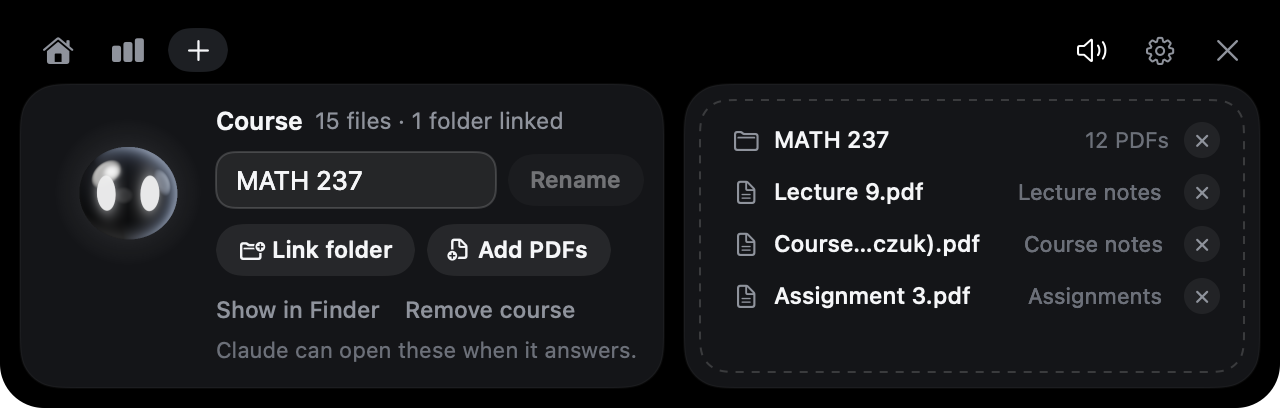 Course 15 files · 1 folder linked
MATH 237
Rename
Link folder
Add PDFs
Show in Finder
Remove course
Claude can open these when it answers.
MATH 237 12 PDFs
Lecture 9.pdf Lecture notes
Course...czuk).pdf Course notes
Assignment 3.pdf Assignments